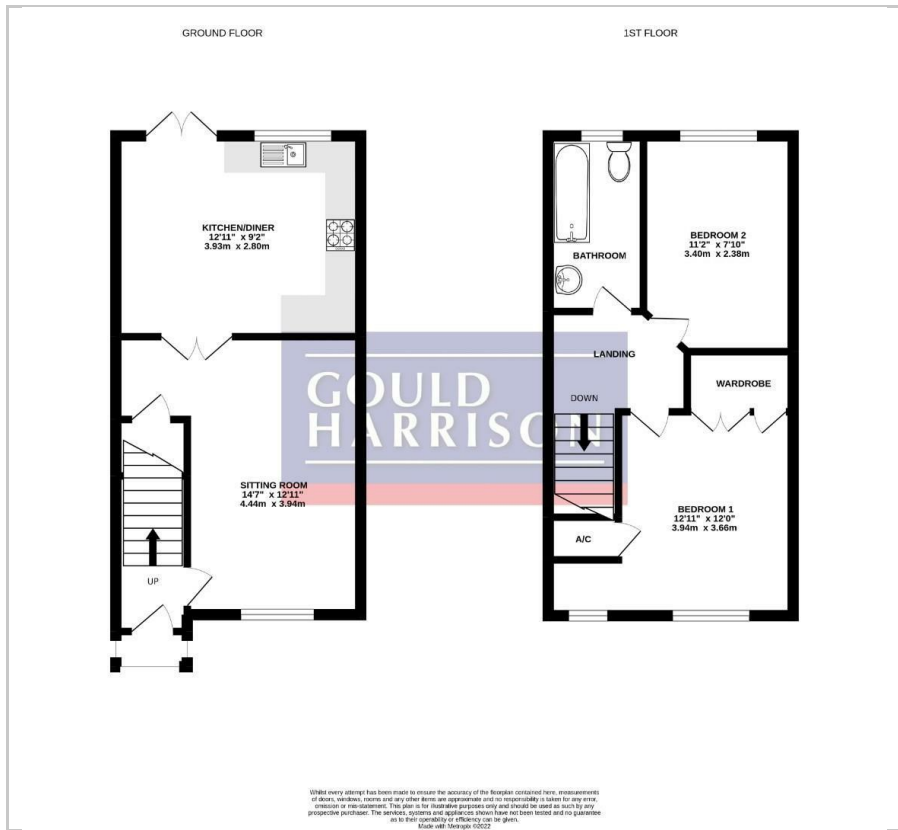 GROUND FLOOR
1ST FLOOR
KITCHEN/DINER
12'11" x 9'2"
3.93m x 2.80m
SITTING ROOM
14'7" x 12'11"
4.44m x 3.94m
UP
BATHROOM
BEDROOM 2
11'2" x 7'10"
3.40m x 2.38m
LANDING
DOWN
WARDROBE
BEDROOM 1
12'11" x 12'0"
3.94m x 3.66m
A/C
GOULD
HARRISON
Whilst every attempt has been made to ensure the accuracy of the floorplan contained here, measurements
of doors, windows, rooms and any other items are approximate and no responsibility is taken for any error,
omission or mis-statement. This plan is for illustrative purposes only and should be used as such by any
prospective purchaser. The services, systems and appliances shown have not been tested and no guarantee
as to their operability or efficiency can be given.
Made with Metropix ©2022